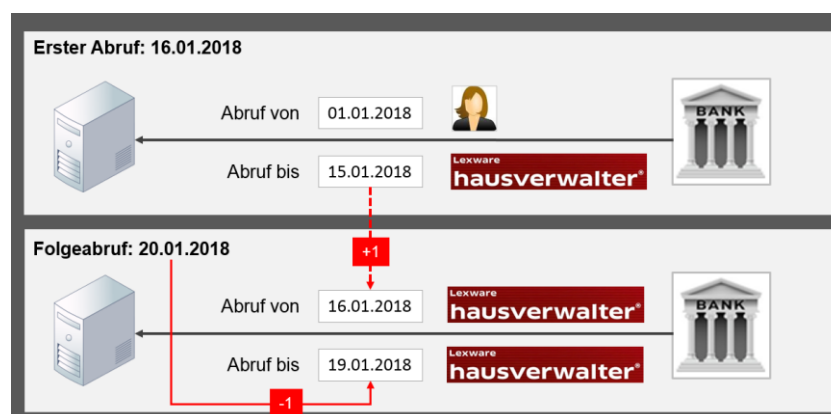 Erster Abruf: 16.01.2018
Abruf von 01.01.2018
BANK
Abruf bis 15.01.2018
Lexware
hausverwalter®
Folgeabruf: 20.01.2018
+1
Abruf von 16.01.2018
Lexware
hausverwalter®
BANK
Abruf bis 19.01.2018
Lexware
hausverwalter®
-1